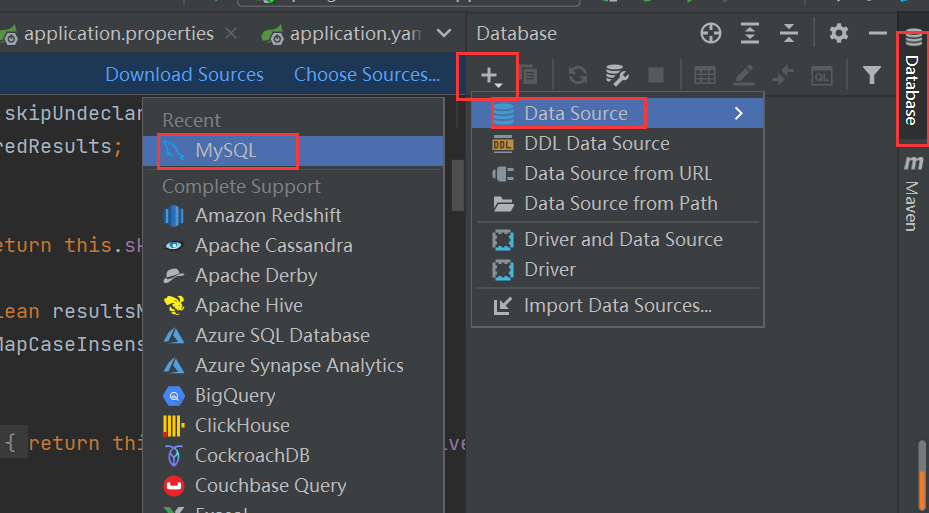 application.properties
application.yam
Database
Download Sources
Choose Sources...
skipUndeclar
redResults;
eturn this.sk
lean resultsM
MapCaseInsens
{ return thi
ive
Recent
MySQL
Complete Support
Amazon Redshift
Apache Cassandra
Apache Derby
Apache Hive
Azure SQL Database
Azure Synapse Analytics
BigQuery
ClickHouse
CockroachDB
Couchbase Query
Excel
Data Source
DDL Data Source
Data Source from URL
Data Source from Path
Driver and Data Source
Driver
Import Data Sources...
QL
Database
Maven